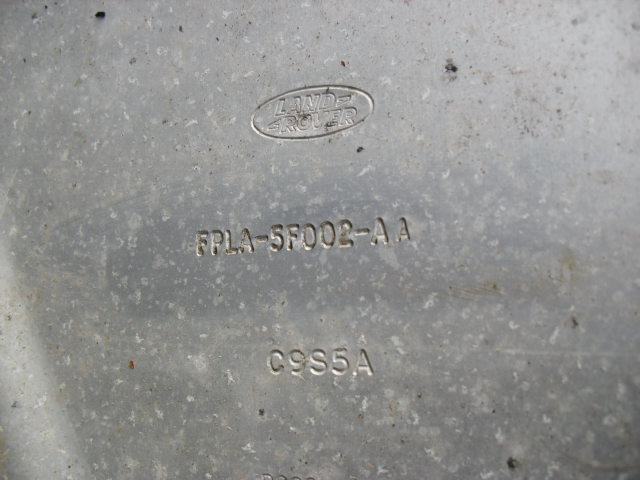 LAND-
-ROVER
FPLA-5F002-AA
C9S5A